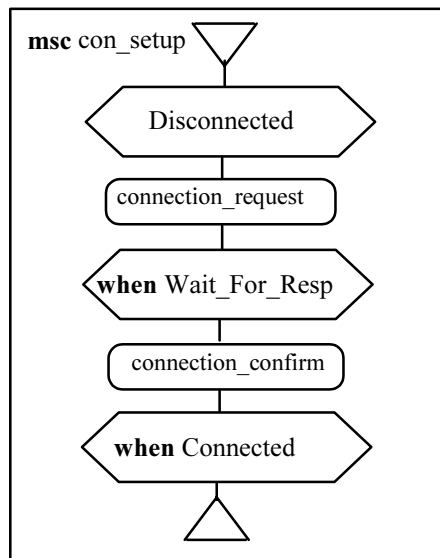 msc con_setup
Disconnected
connection_request
when Wait_For_Resp
connection_confirm
when Connected